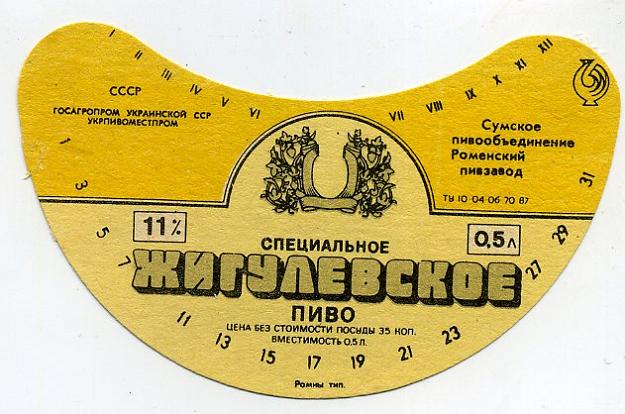 I II III IV V VI VII VIII IX X XI XII
СССР
ГОСАГРОПРОМ УКРАИНСКОЙ ССР
УКРПИВОМЕСТПРОМ
Сумское
пивообъединение
Роменский
пивзавод
ТУ 10-04-06 70 87
11%
0,5л
СПЕЦИАЛЬНОЕ
ЖИГУЛЕВСКОЕ
ПИВО
ЦЕНА БЕЗ СТОИМОСТИ ПОСУДЫ 35 КОП.
ВМЕСТИМОСТЬ 0,5 Л.
1 3 5 7 11 13 15 17 19 21 23 27 29 31
Ромны тип.